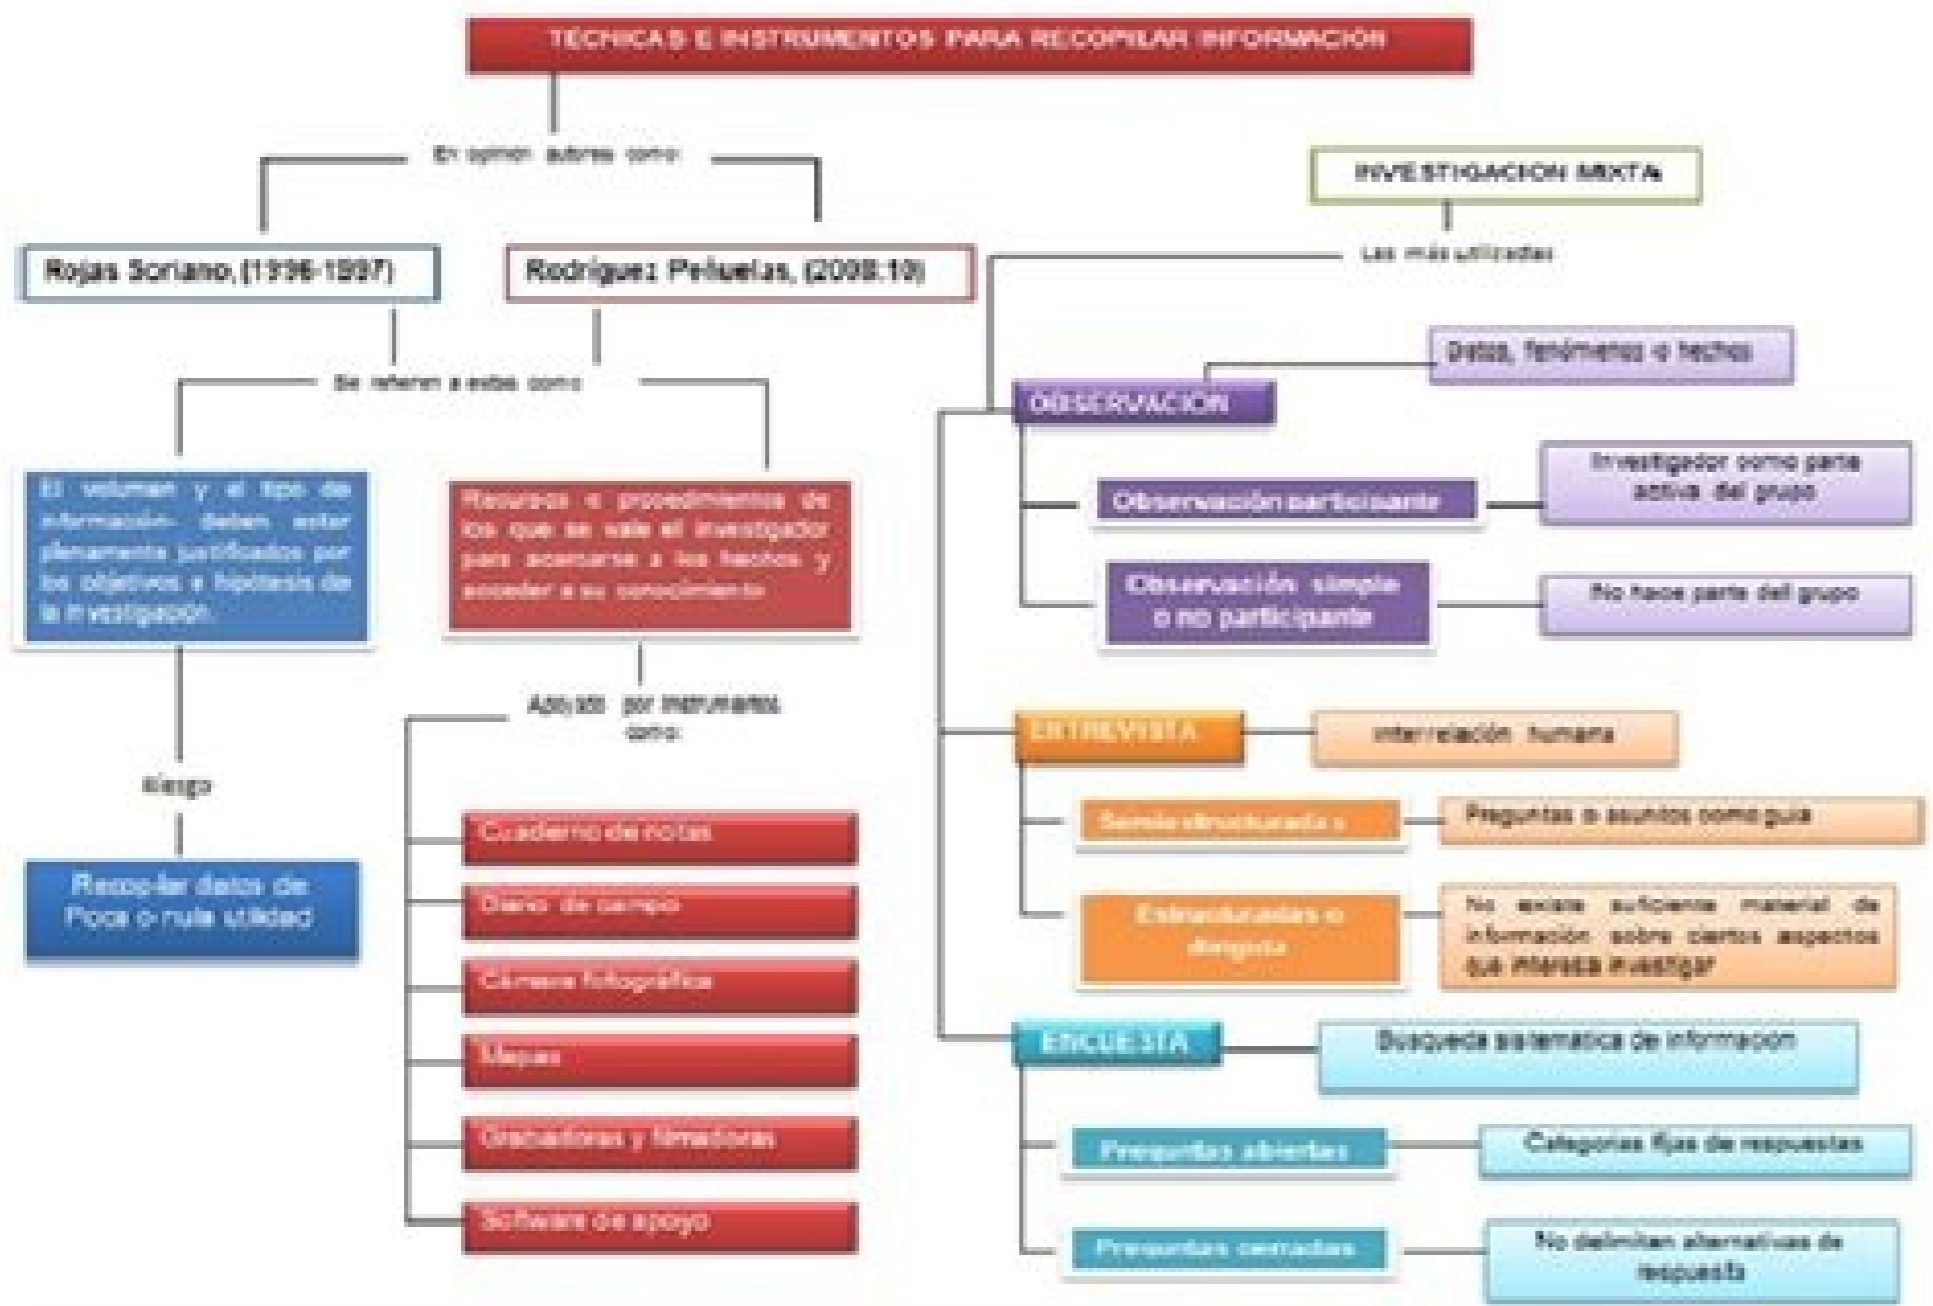 TÉCNICAS E INSTRUMENTOS PARA RECOPILAR INFORMACIÓN
En opinión autores como:
Rojas Soriano, (1996-1997)
Rodríguez Peñuelas, (2008:10)
Se refieren a estas como
El volumen y el tipo de
información- deben estar
plenamente justificados por
los objetivos e hipótesis de
la investigación.
Recursos o procedimientos de
los que se vale el investigador
para acercarse a los hechos y
acceder a su conocimiento
Riesgo
Recopilar datos de
Poca o nula utilidad
por instrumentos
como:
Cuaderno de notas
Diario de campo
Cámara fotográfica
Mapas
Grabadoras y filmadoras
Software de apoyo
INVESTIGACION MIXTA
Las más utilizadas
OBSERVACIÓN
Datos, fenómenos o hechos
Observación participante
Investigador como parte
activa del grupo
Observación simple
o no participante
No hace parte del grupo
ENTREVISTA
Interrelación humana
Semiestructuradas
Preguntas o asuntos como guia
Estructuradas o
dirigida
No existe suficiente material de
información sobre ciertos aspectos
que interesa investigar
ENCUESTA
Búsqueda sistemática de información
Preguntas abiertas
Categorías fijas de respuestas
Preguntas cerradas
No delimitan alternativas de
respuesta